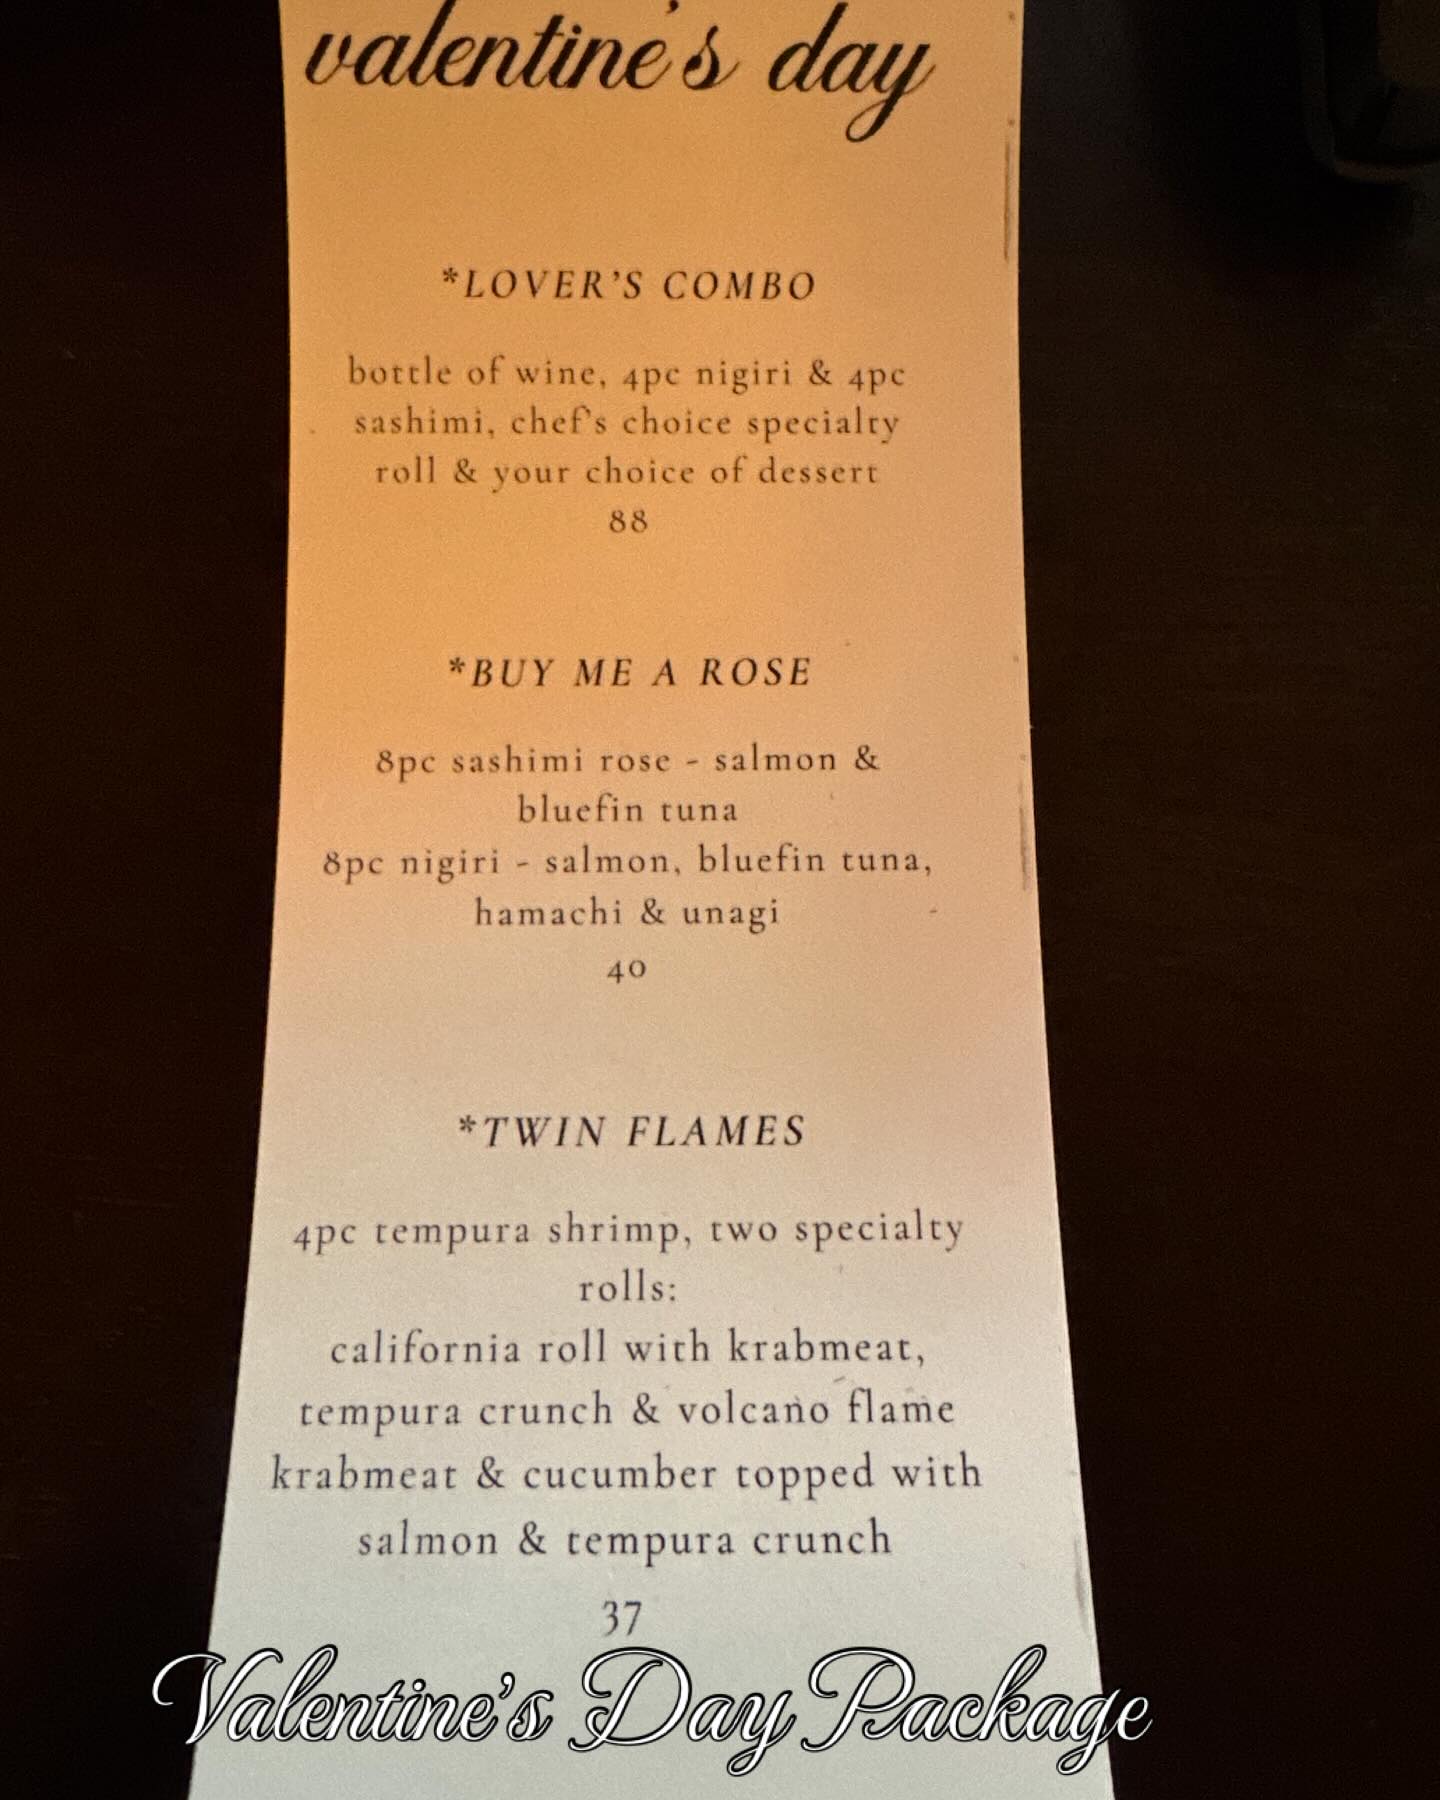 valentine's day
*LOVER'S COMBO
bottle of wine, 4pc nigiri & 4pc
sashimi, chef's choice specialty
roll & your choice of dessert
88
*BUY ME A ROSE
8pc sashimi rose - salmon &
bluefin tuna
8pc nigiri - salmon, bluefin tuna,
hamachi & unagi
40
*TWIN FLAMES
4pc tempura shrimp, two specialty
rolls:
california roll with krabmeat,
tempura crunch & volcano flame
krabmeat & cucumber topped with
salmon & tempura crunch
37
Valentine's Day Package